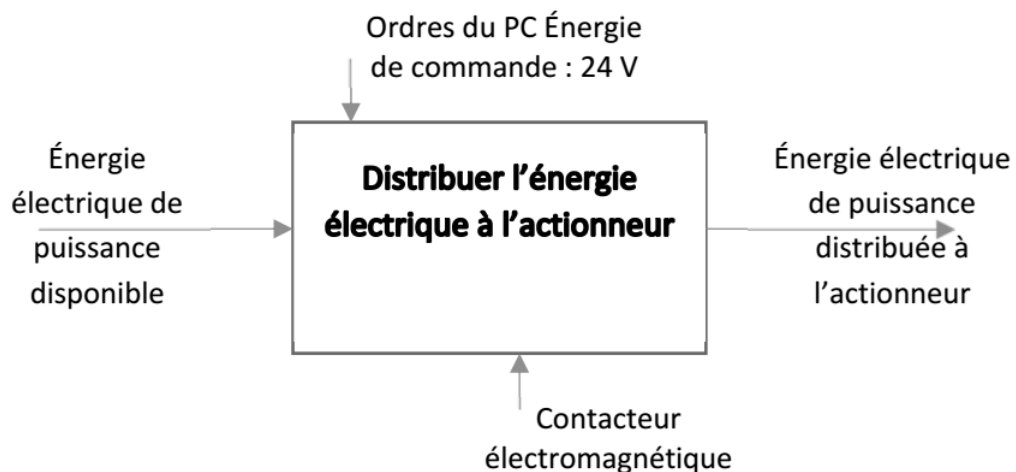 Ordres du PC Énergie
de commande : 24 V
Énergie
électrique de
puissance
disponible
Distribuer l’énergie
électrique à l’actionneur
Énergie électrique
de puissance
distribuée à
l’actionneur
Contacteur
électromagnétique